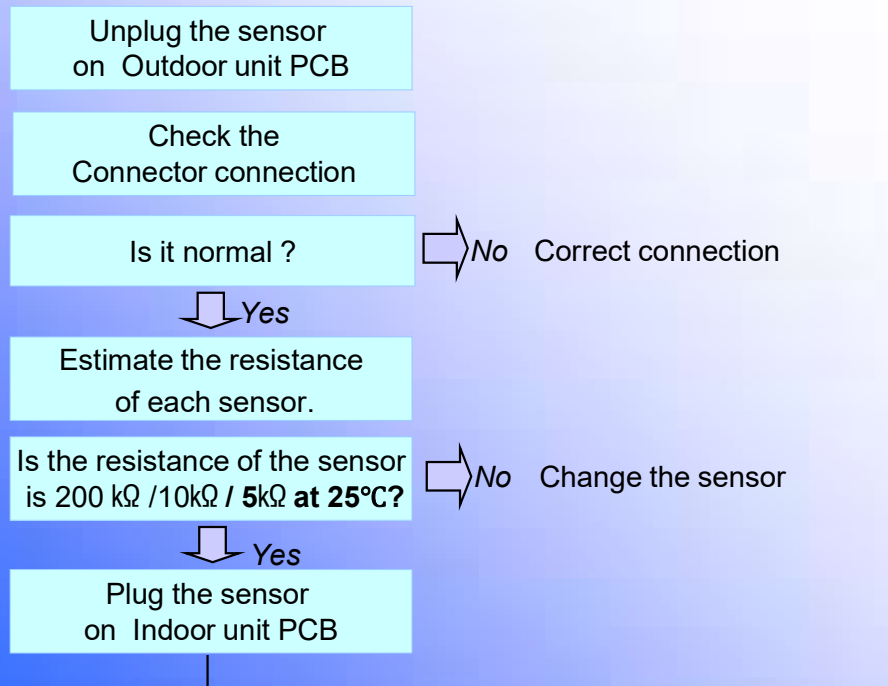 Unplug the sensor
on Outdoor unit PCB
Check the
Connector connection
Is it normal ?
No Correct connection
Yes
Estimate the resistance
of each sensor.
Is the resistance of the sensor
is 200 kΩ /10kΩ / 5kΩ at 25℃?
No Change the sensor
Yes
Plug the sensor
on Indoor unit PCB